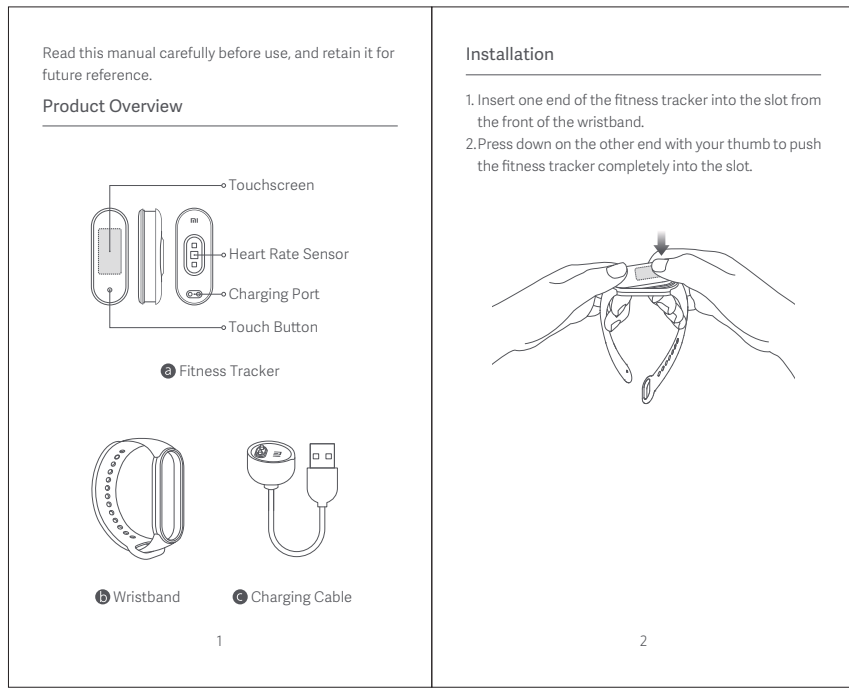 Read this manual carefully before use, and retain it for
future reference.
Product Overview
Touchscreen
mi
Heart Rate Sensor
Charging Port
Touch Button
a Fitness Tracker
b Wristband
c Charging Cable
1
Installation
1. Insert one end of the fitness tracker into the slot from
the front of the wristband.
2.Press down on the other end with your thumb to push
the fitness tracker completely into the slot.
2